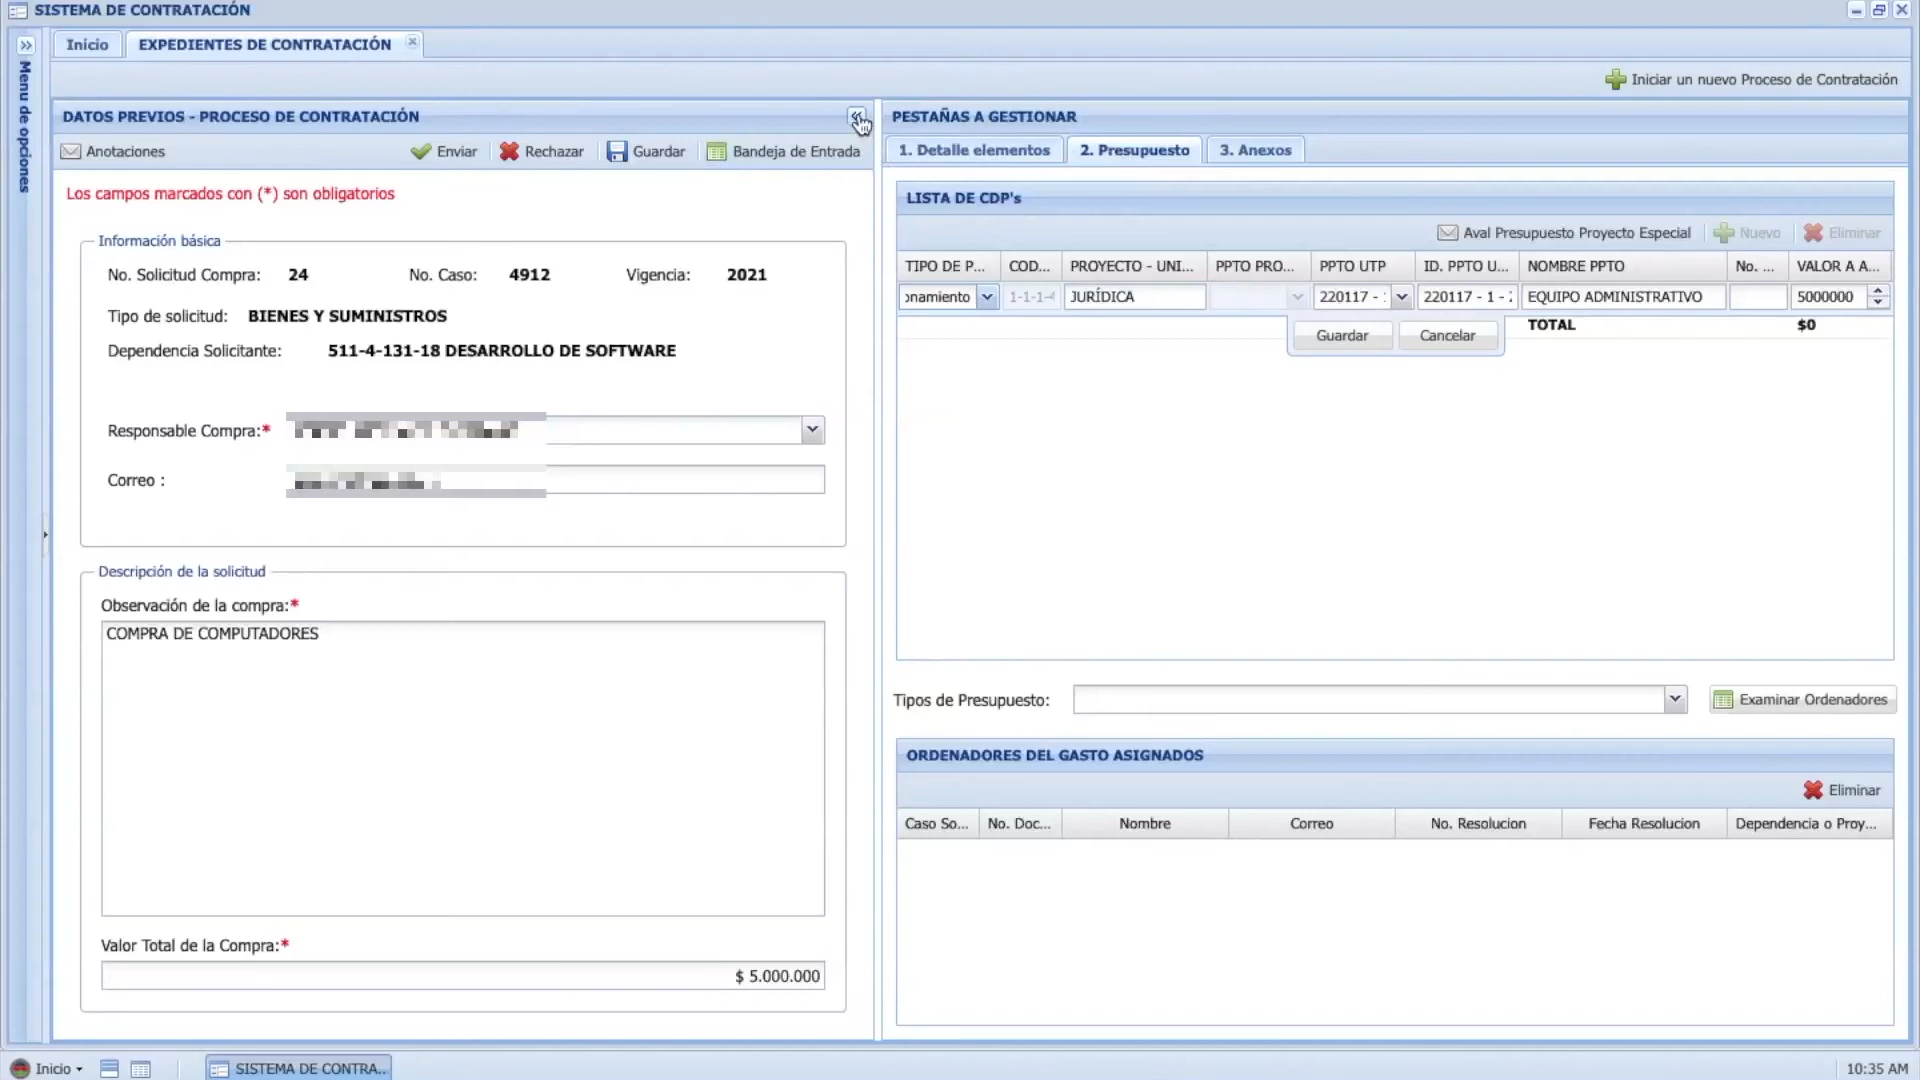 SISTEMA DE CONTRATACIÓN
Menu de opciones
Inicio
EXPEDIENTES DE CONTRATACIÓN
Iniciar un nuevo Proceso de Contratación
DATOS PREVIOS - PROCESO DE CONTRATACIÓN
Anotaciones
Enviar
Rechazar
Guardar
Bandeja de Entrada
Los campos marcados con (*) son obligatorios
Información básica
No. Solicitud Compra: 24 No. Caso: 4912 Vigencia: 2021
Tipo de solicitud: BIENES Y SUMINISTROS
Dependencia Solicitante: 511-4-131-18 DESARROLLO DE SOFTWARE
Responsable Compra:*
Correo :
Descripción de la solicitud
Observación de la compra:*
COMPRA DE COMPUTADORES
Valor Total de la Compra:*
$ 5.000.000
PESTAÑAS A GESTIONAR
1. Detalle elementos
2. Presupuesto
3. Anexos
LISTA DE CDP's
Aval Presupuesto Proyecto Especial
Nuevo
Eliminar
TIPO DE P... COD... PROYECTO - UNI... PPTO PRO... PPTO UTP ID. PPTO U... NOMBRE PPTO No. ... VALOR A A...
onamiento 1-1-1-4 JURÍDICA 220117 - 220117 - 1 - EQUIPO ADMINISTRATIVO 5000000
TOTAL $0
Guardar
Cancelar
Tipos de Presupuesto:
Examinar Ordenadores
ORDENADORES DEL GASTO ASIGNADOS
Eliminar
Caso So... No. Doc... Nombre Correo No. Resolucion Fecha Resolucion Dependencia o Proy...
Inicio
SISTEMA DE CONTRA...
10:35 AM